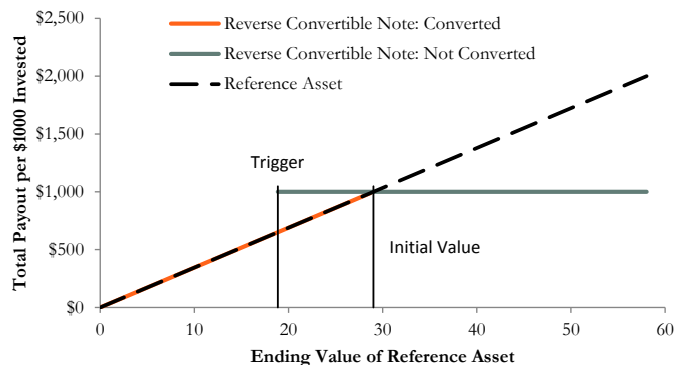 $2,500
$2,000
$1,500
$1,000
$500
$0
Total Payout per $1000 Invested
Reverse Convertible Note: Converted
Reverse Convertible Note: Not Converted
Reference Asset
Trigger
Initial Value
0 10 20 30 40 50 60
Ending Value of Reference Asset